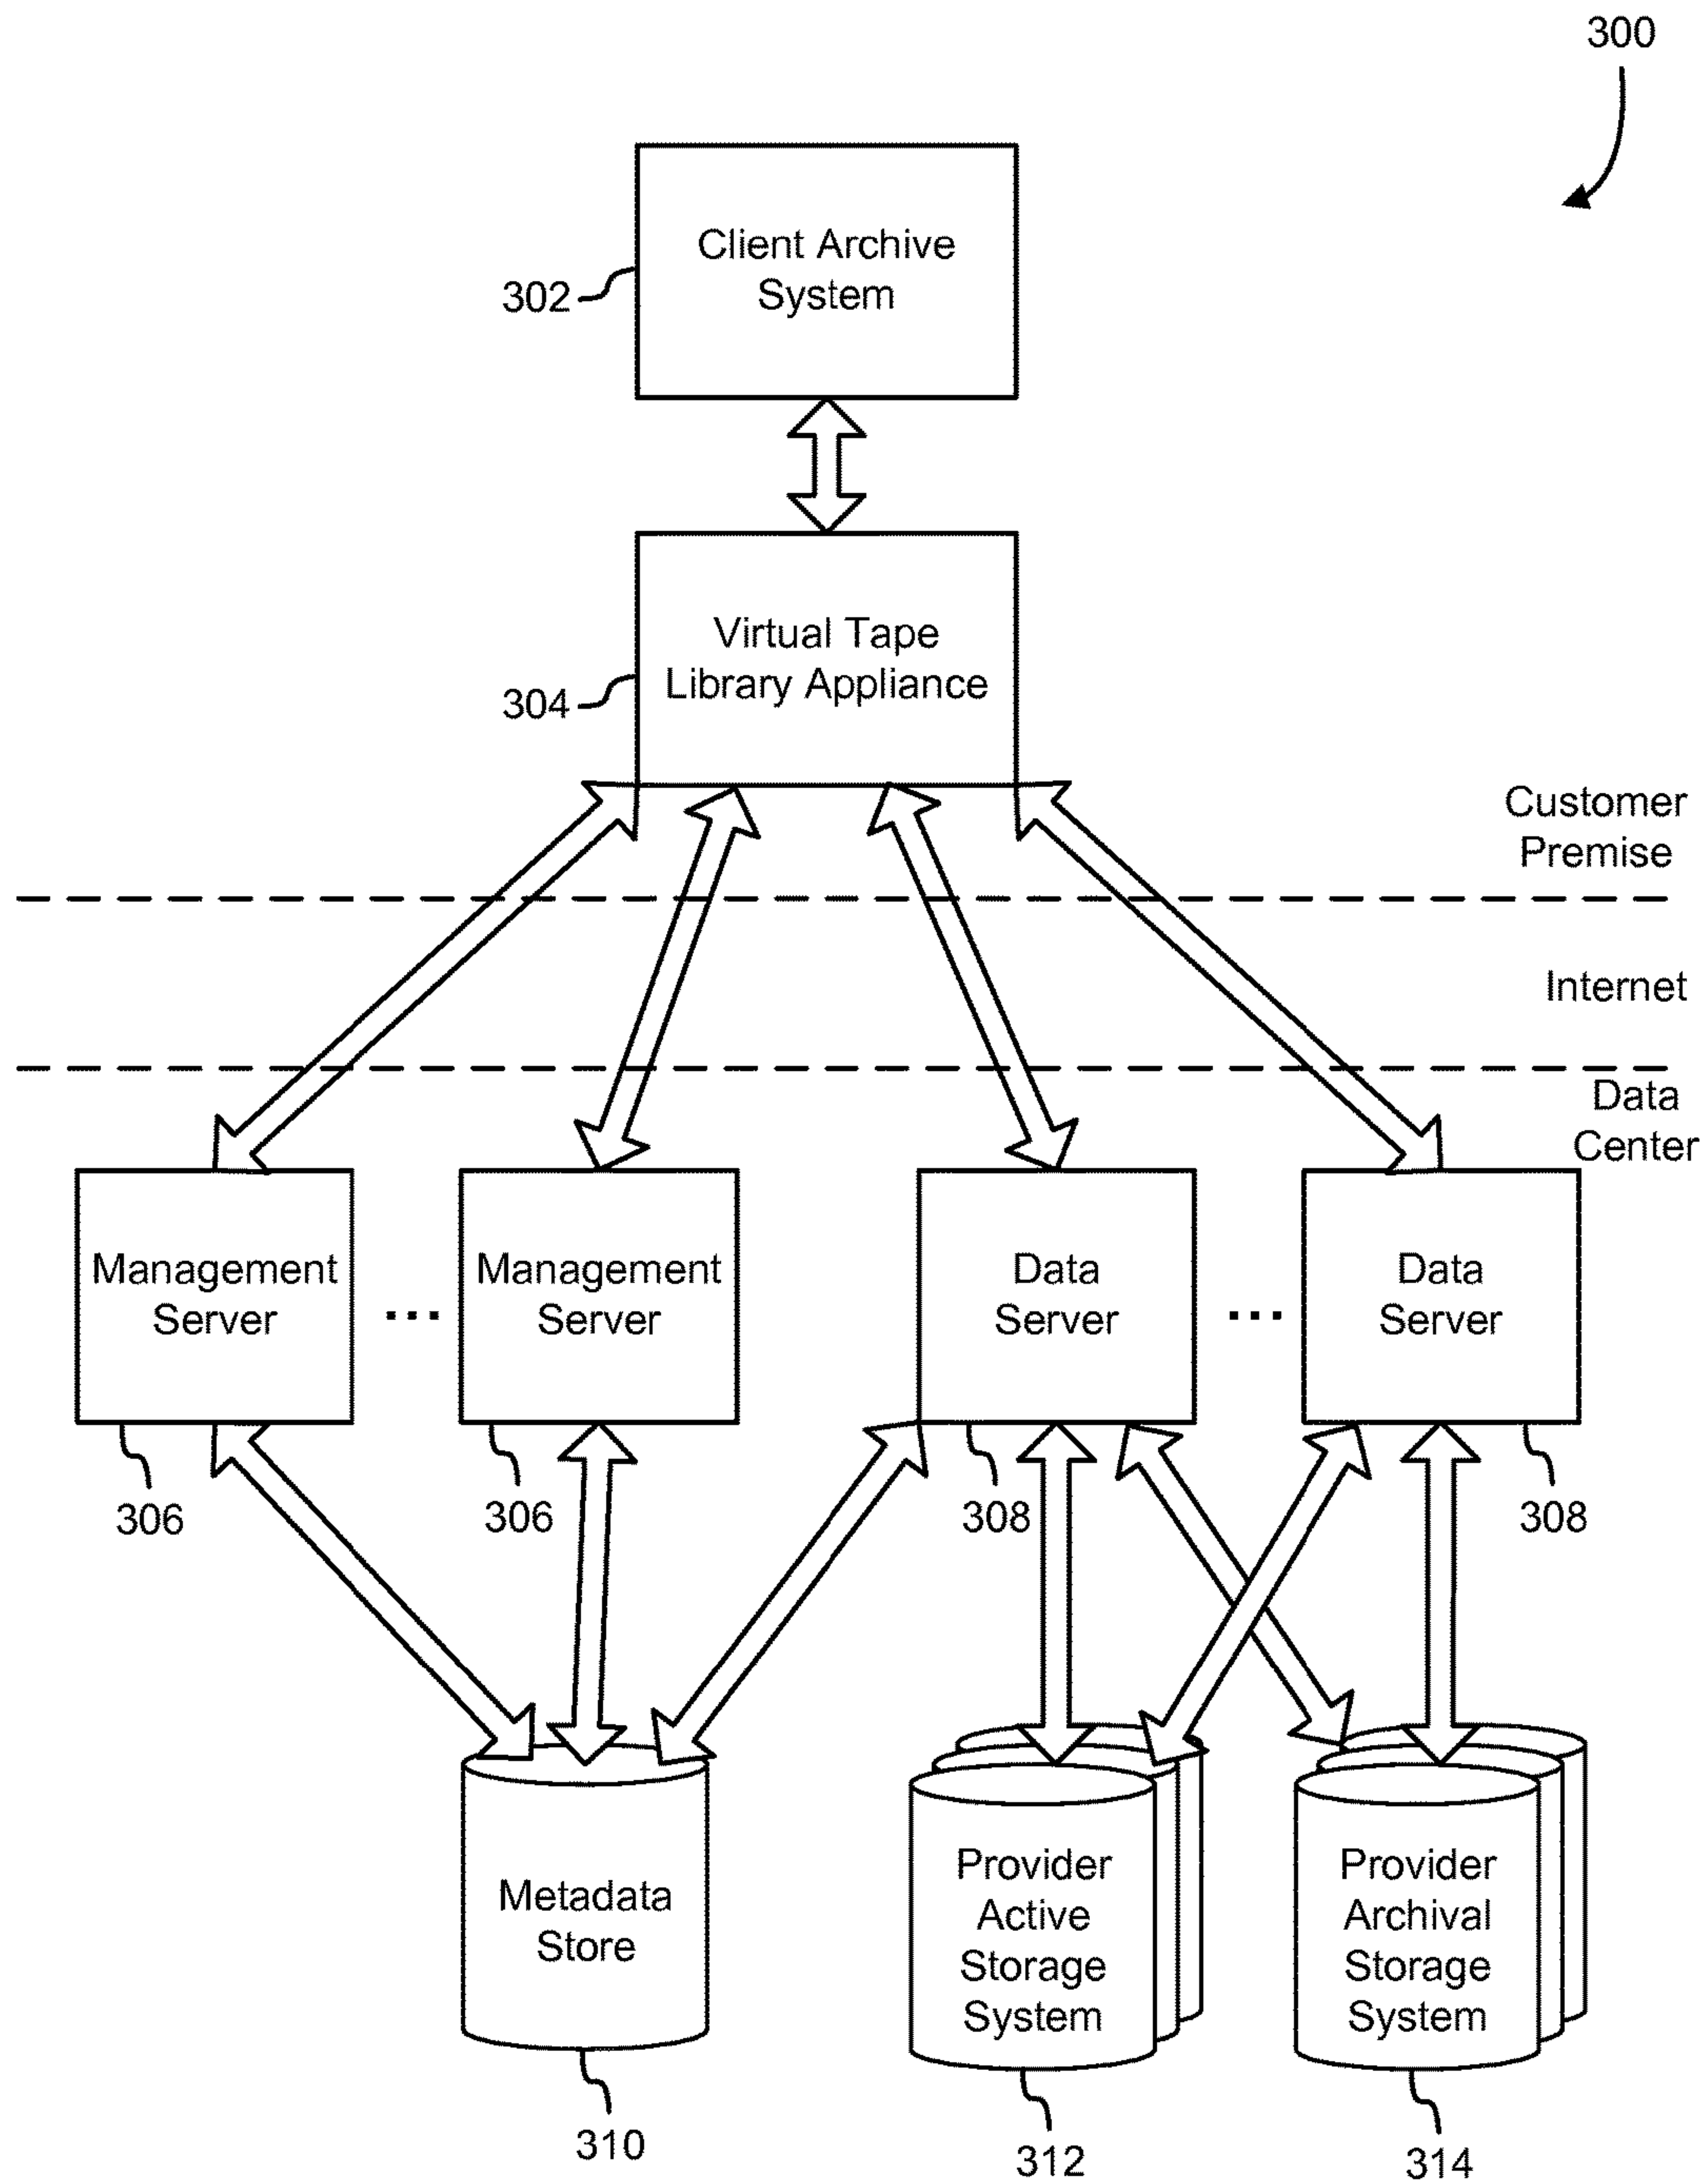 300
Client Archive
System
302
Virtual Tape
Library Appliance
304
Customer
Premise
Internet
Data
Center
Management
Server
...
Management
Server
Data
Server
...
Data
Server
306
306
308
308
Metadata
Store
Provider
Active
Storage
System
Provider
Archival
Storage
System
310
312
314